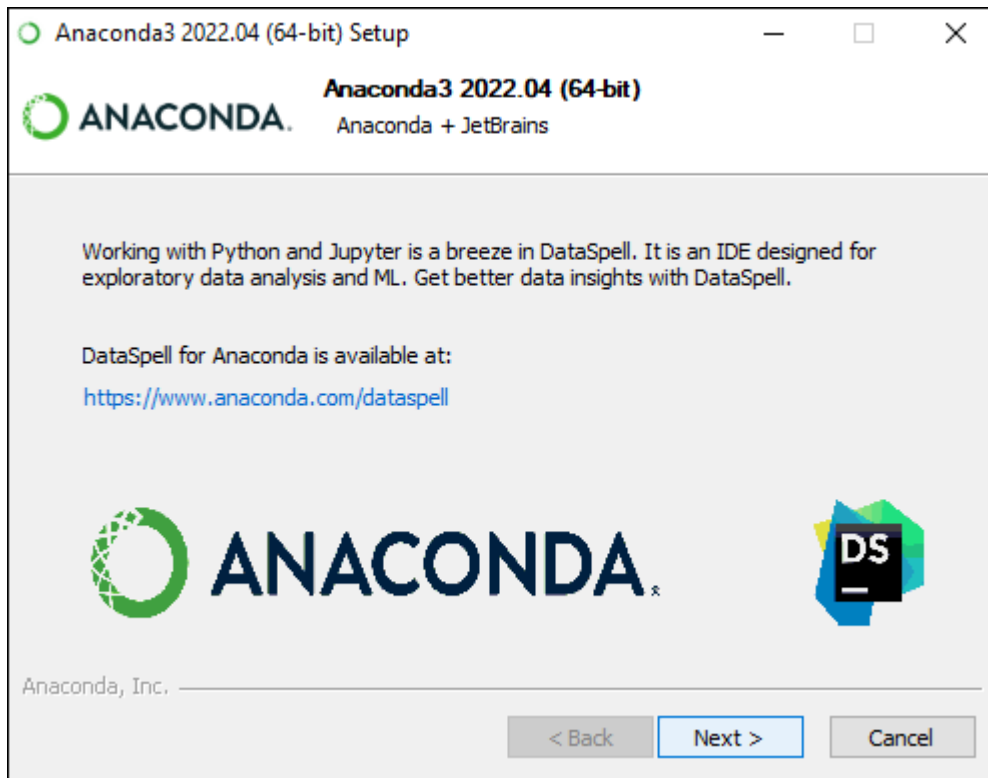 Anaconda3 2022.04 (64-bit) Setup
Anaconda3 2022.04 (64-bit)
ANACONDA.
Anaconda + JetBrains
Working with Python and Jupyter is a breeze in DataSpell. It is an IDE designed for
exploratory data analysis and ML. Get better data insights with DataSpell.
DataSpell for Anaconda is available at:
https://www.anaconda.com/dataspell
ANACONDA.
DS
Anaconda, Inc.
< Back Next > Cancel